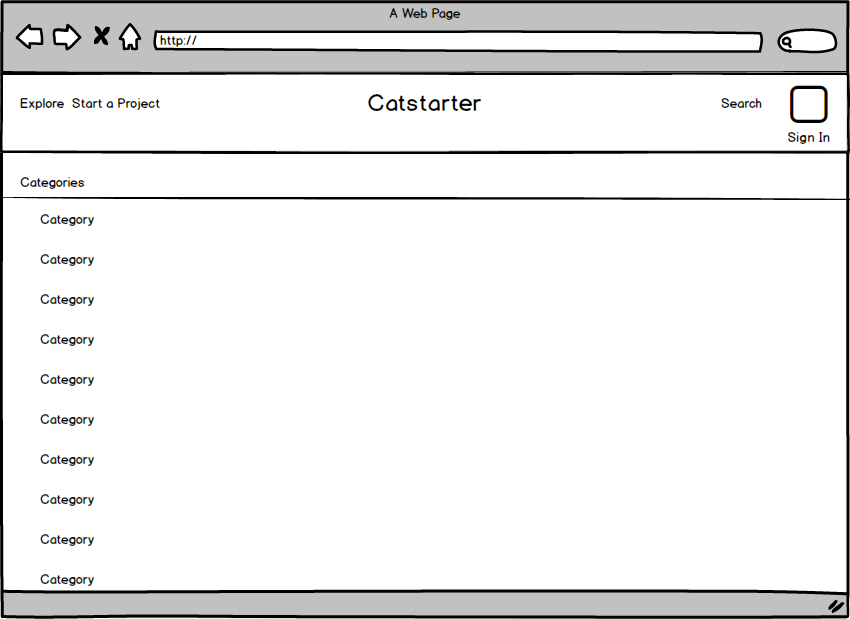 A Web Page
http://
Explore Start a Project Catstarter Search
Sign In
Categories
Category
Category
Category
Category
Category
Category
Category
Category
Category
Category